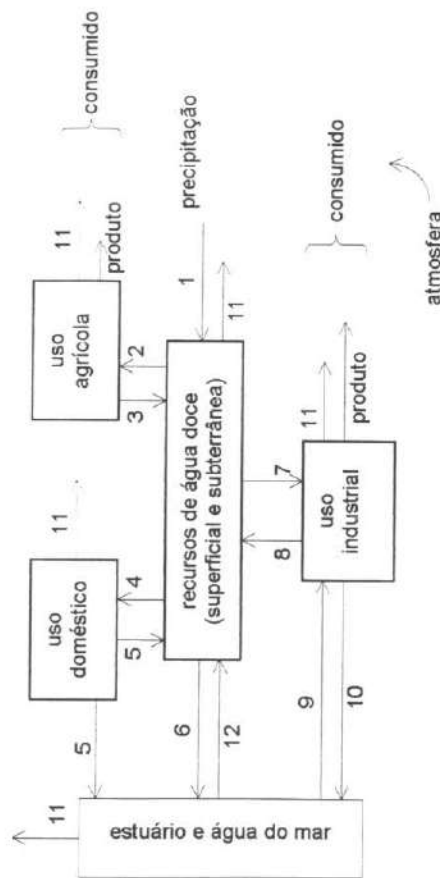 consumido
11
produto
uso
agrícola
2
3
precipitação
1
11
11
uso
doméstico
4
5
5
recursos de água doce
(superficial e subterrânea)
6
12
7
8
consumido
11
produto
uso
industrial
9
10
atmosfera
11
estuário e água do mar